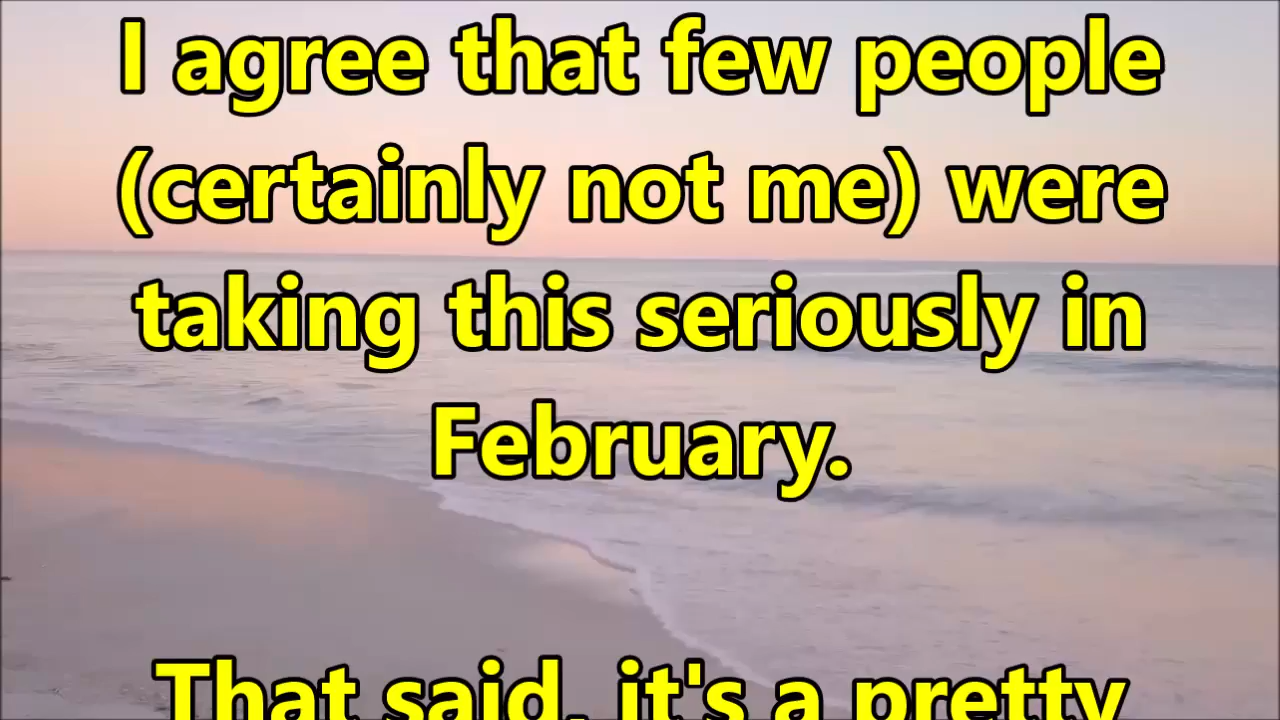 I agree that few people
(certainly not me) were
taking this seriously in
February.
That said, it's a pretty